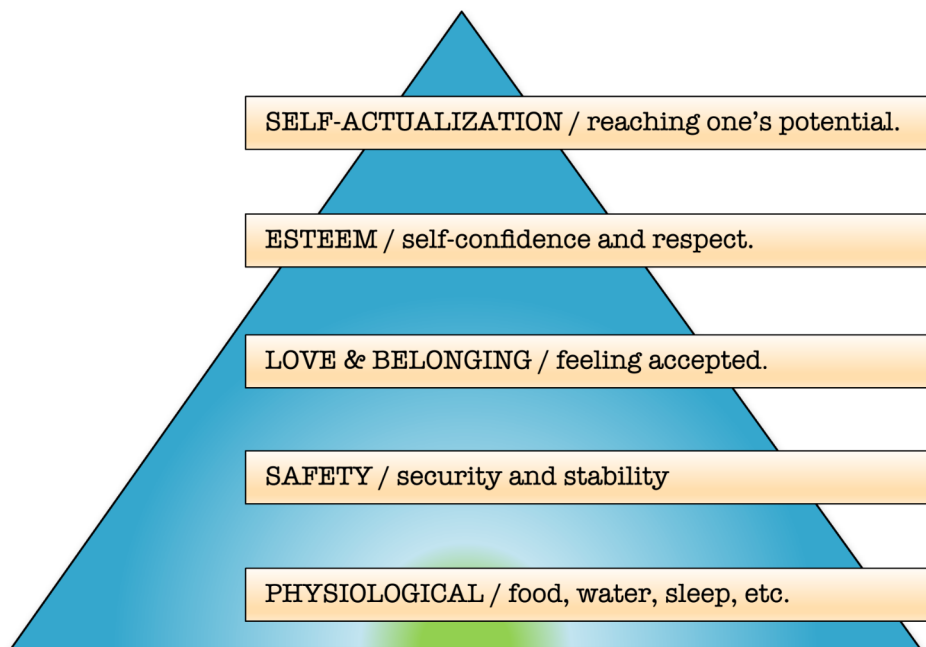 SELF-ACTUALIZATION / reaching one's potential.
ESTEEM / self-confidence and respect.
LOVE & BELONGING / feeling accepted.
SAFETY / security and stability
PHYSIOLOGICAL / food, water, sleep, etc.